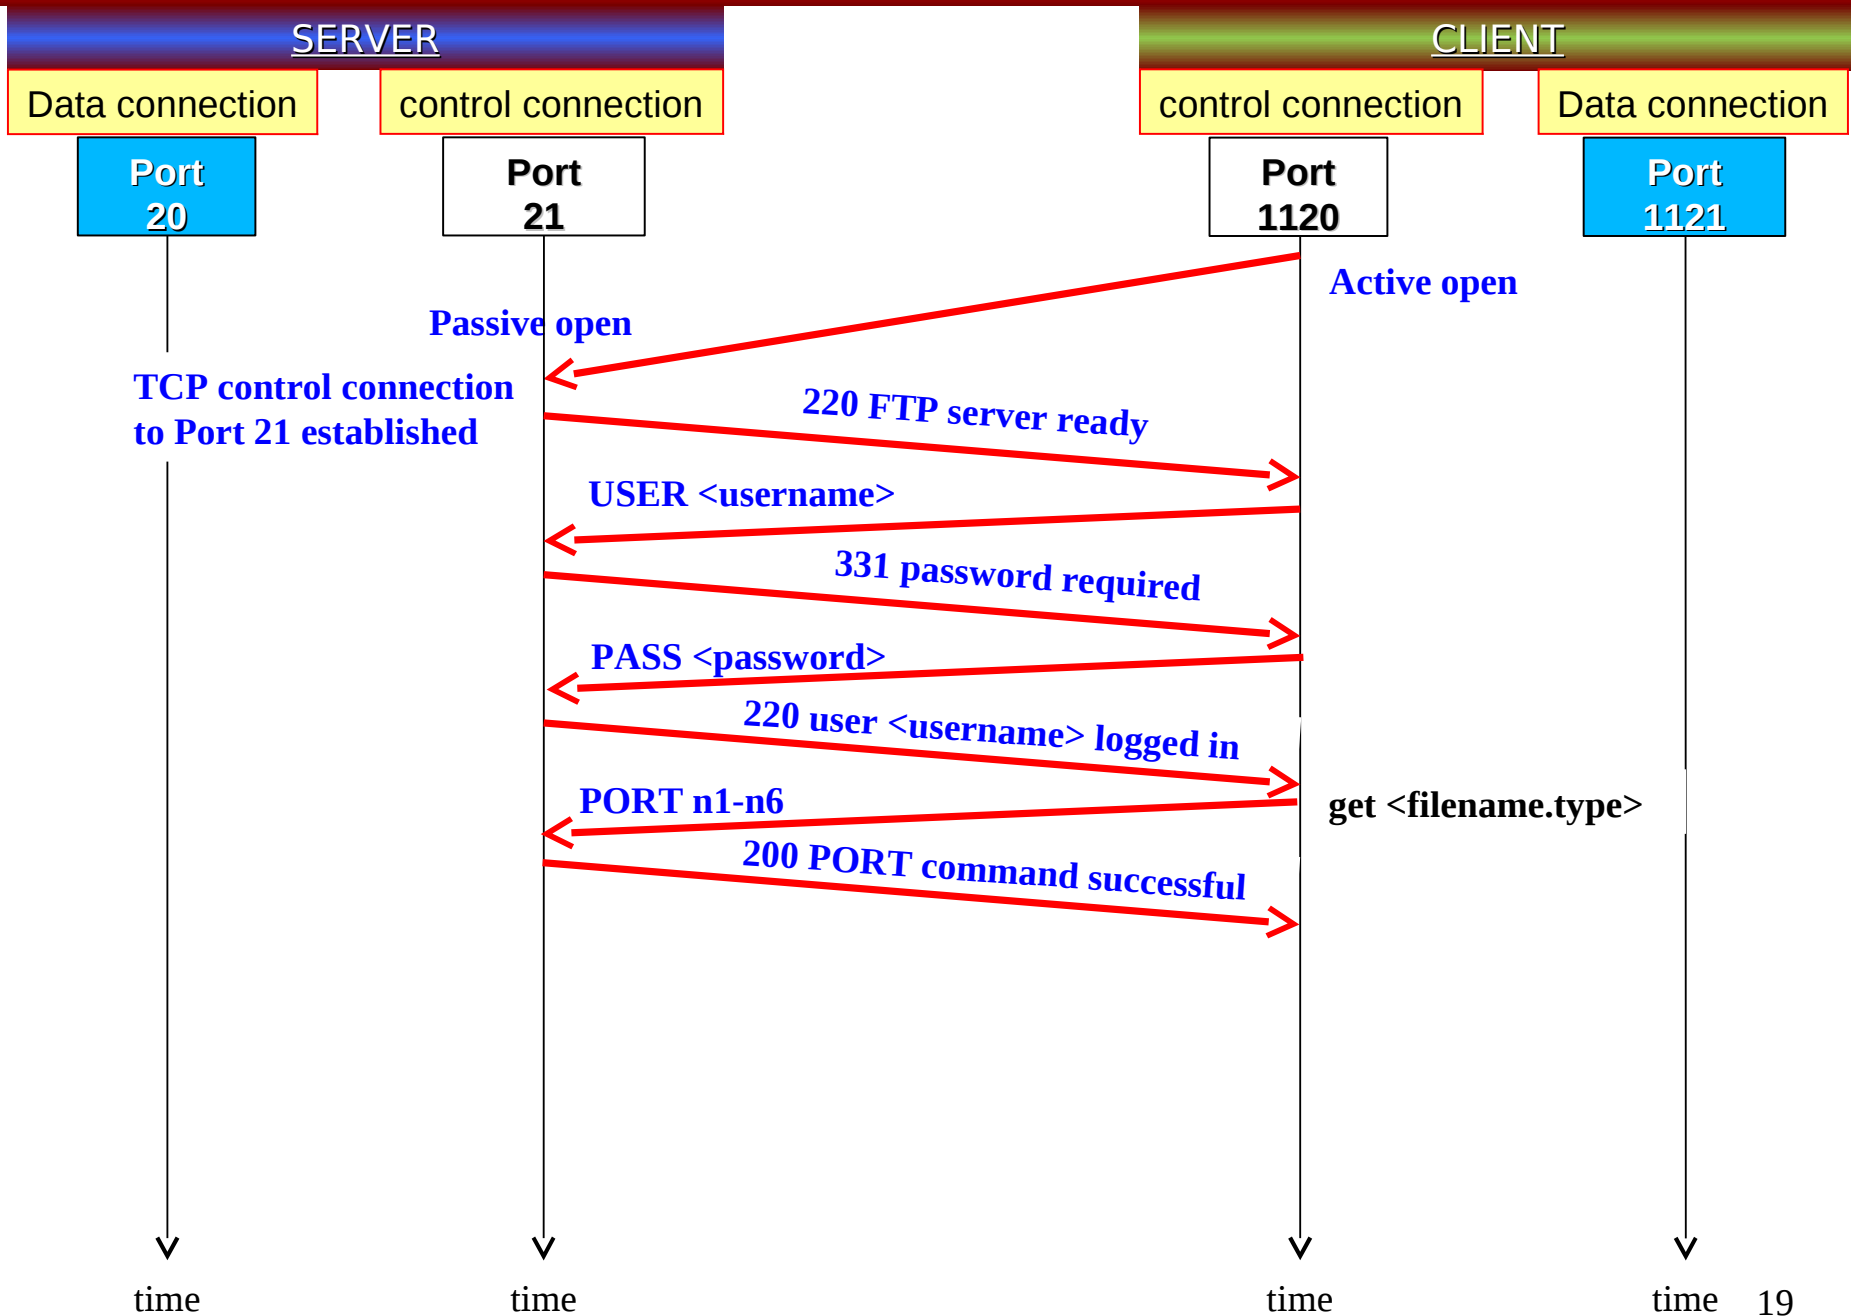 SERVER
CLIENT
Data connection
control connection
control connection
Data connection
Port
20
Port
21
Port
1120
Port
1121
Active open
Passive open
TCP control connection
to Port 21 established
220 FTP server ready
USER <username>
331 password required
PASS <password>
220 user <username> logged in
PORT n1-n6
get <filename.type>
200 PORT command successful
time
time
time
time
19